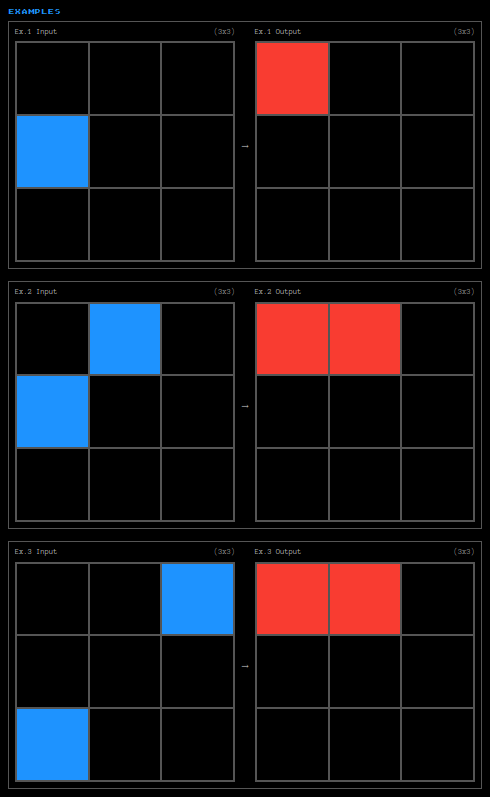 EXAMPLES
Ex.1 Input (3x3) Ex.1 Output (3x3)
→
Ex.2 Input (3x3) Ex.2 Output (3x3)
→
Ex.3 Input (3x3) Ex.3 Output (3x3)
→